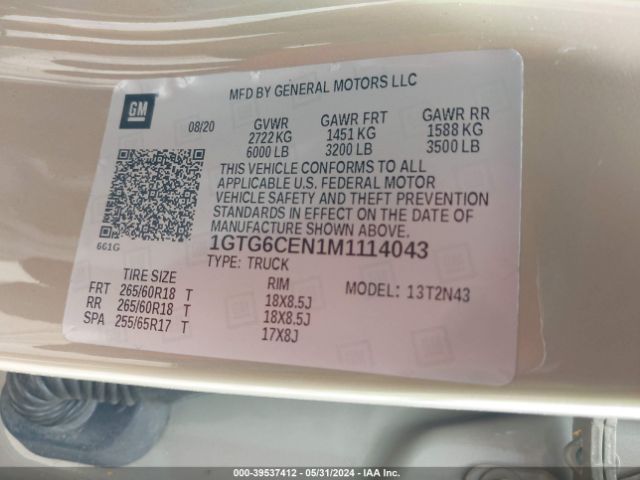 MFD BY GENERAL MOTORS LLC
GM
08/20 GVWR GAWR FRT GAWR RR
2722 KG 1451 KG 1588 KG
6000 LB 3200 LB 3500 LB
THIS VEHICLE CONFORMS TO ALL
APPLICABLE U.S. FEDERAL MOTOR
VEHICLE SAFETY AND THEFT PREVENTION
STANDARDS IN EFFECT ON THE DATE OF
MANUFACTURE SHOWN ABOVE.
661G
1GTG6CEN1M1114043
TYPE: TRUCK
TIRE SIZE RIM MODEL: 13T2N43
FRT 265/60R18 T 18X8.5J
RR 265/60R18 T 18X8.5J
SPA 255/65R17 T 17X8J
000-39537412 - 05/31/2024 - IAA Inc.